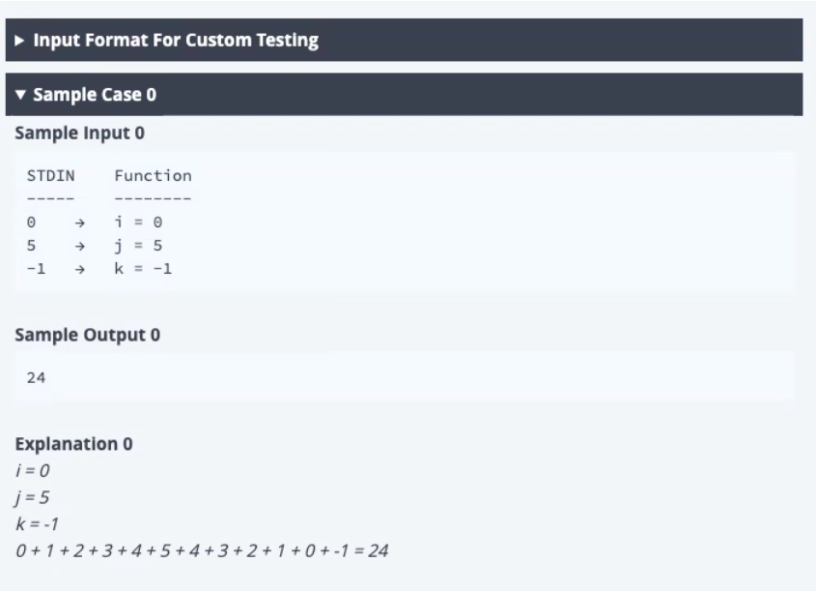 ▶ Input Format For Custom Testing
▼ Sample Case 0
Sample Input 0
STDIN    Function
-----    --------
0    →   i = 0
5    →   j = 5
-1   →   k = -1
Sample Output 0
24
Explanation 0
i = 0
j = 5
k = -1
0 + 1 + 2 + 3 + 4 + 5 + 4 + 3 + 2 + 1 + 0 + -1 = 24